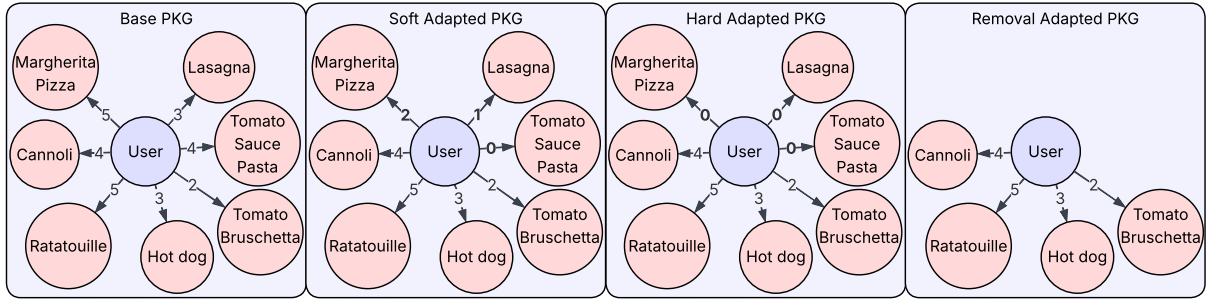 Base PKG
Margherita
Pizza
Lasagna
5
3
Tomato
Sauce
Pasta
Cannoli
4
User
4
5
3
2
Ratatouille
Hot dog
Tomato
Bruschetta
Soft Adapted PKG
Margherita
Pizza
Lasagna
2
1
Tomato
Sauce
Pasta
Cannoli
4
User
0
5
3
2
Ratatouille
Hot dog
Tomato
Bruschetta
Hard Adapted PKG
Margherita
Pizza
Lasagna
0
0
Tomato
Sauce
Pasta
Cannoli
4
User
0
5
3
2
Ratatouille
Hot dog
Tomato
Bruschetta
Removal Adapted PKG
Cannoli
4
User
5
3
2
Ratatouille
Hot dog
Tomato
Bruschetta